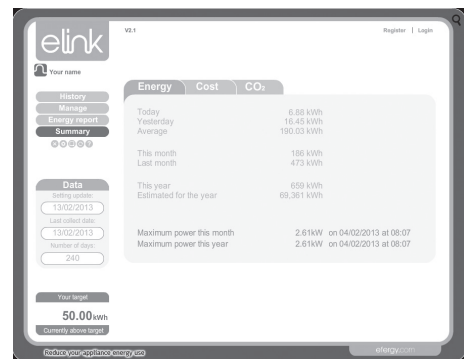 elink
V2.1
Register | Login
Your name
Energy Cost CO₂
History
Manage
Energy report
Summary
Today 6.88 kWh
Yesterday 16.45 kWh
Average 190.03 kWh
This month 186 kWh
Last month 473 kWh
This year 659 kWh
Estimated for the year 69,361 kWh
Maximum power this month 2.61kW on 04/02/2013 at 08:07
Maximum power this year 2.61kW on 04/02/2013 at 08:07
Data
Setting update:
13/02/2013
Last collect date:
13/02/2013
Number of days:
240
Your target
50.00 kWh
Currently above target
Reduce your appliance energy use
efergy.com